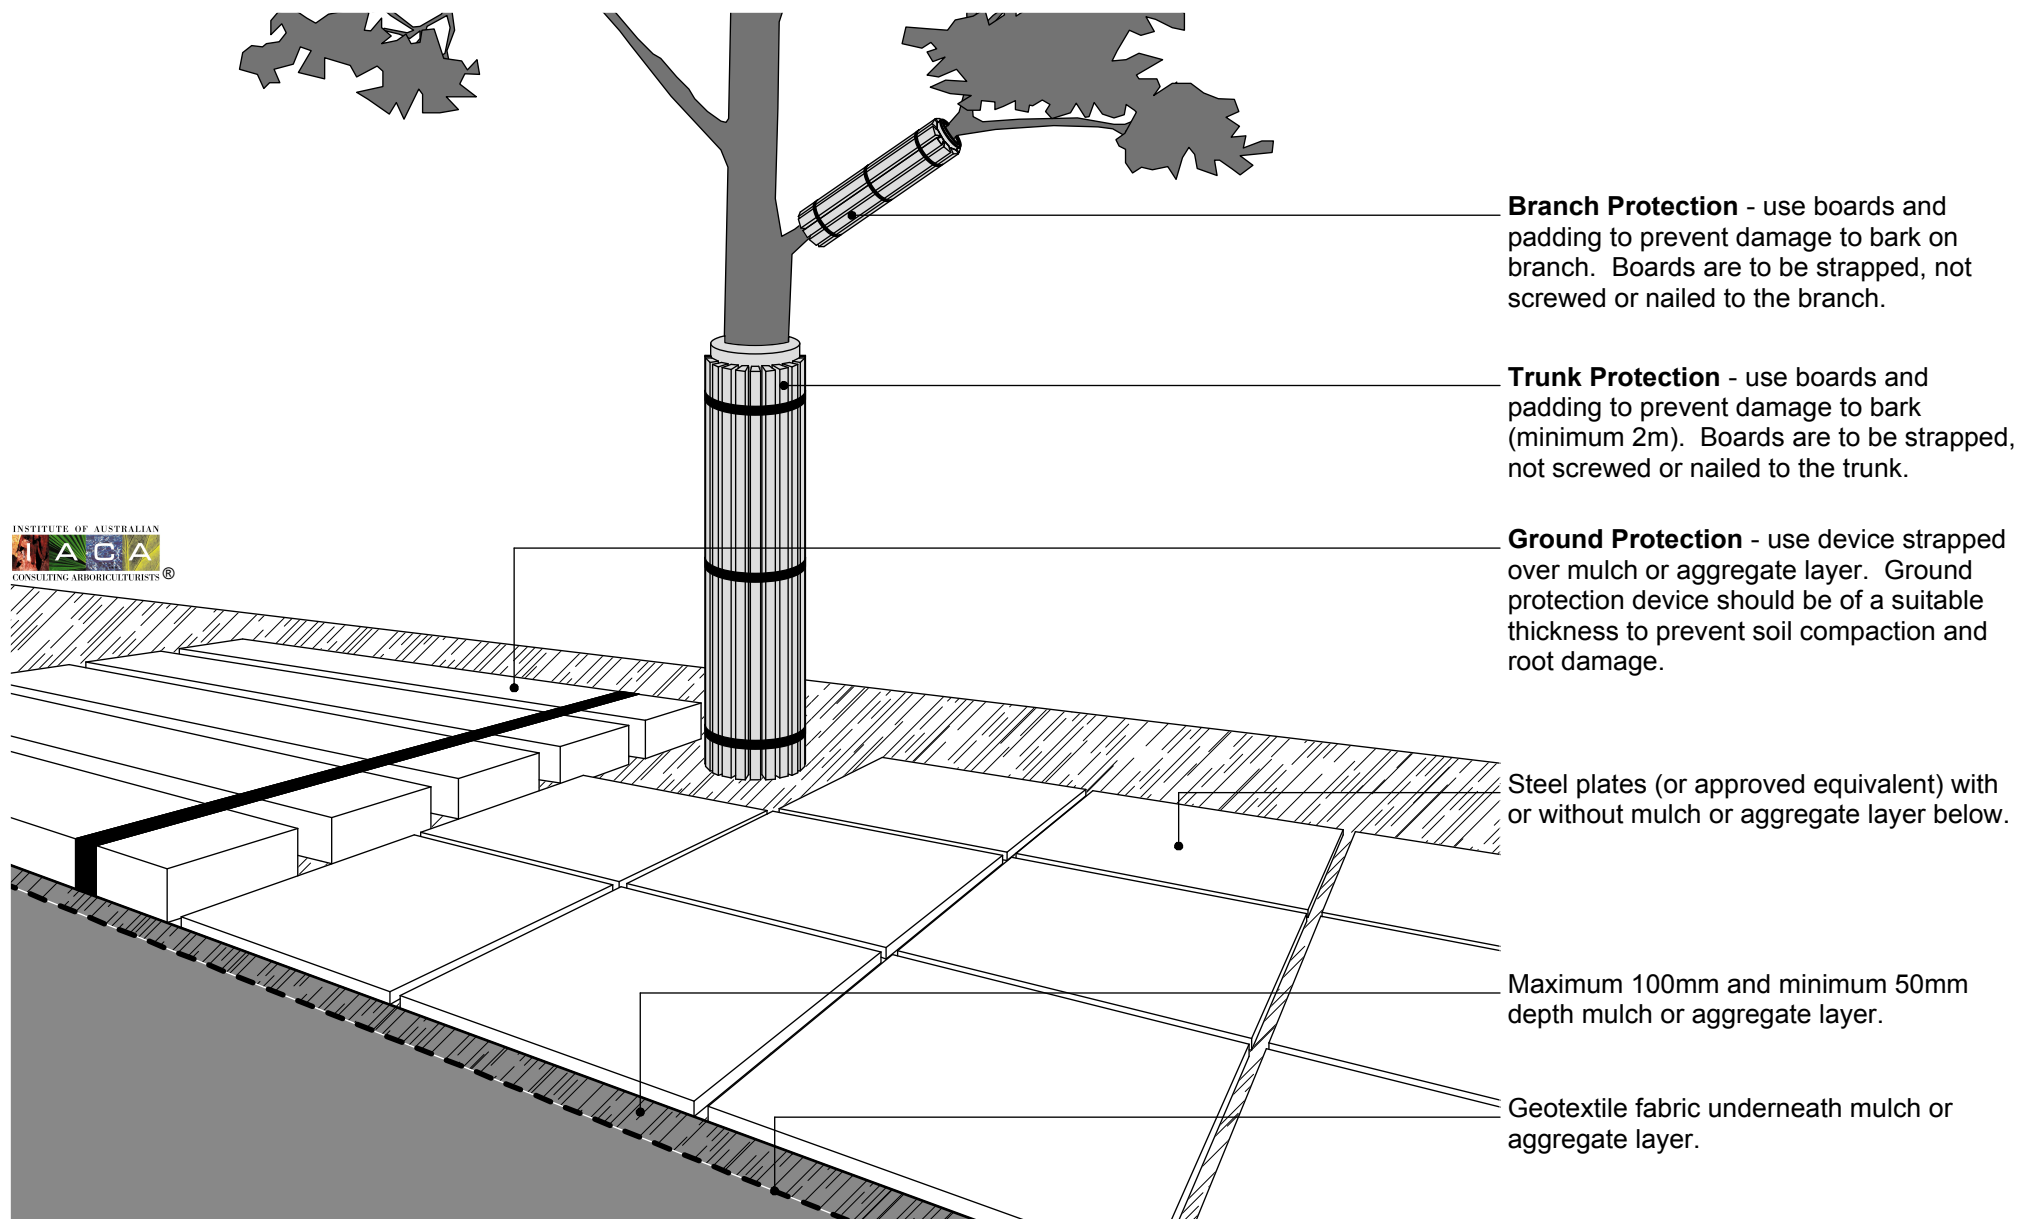 Branch Protection - use boards and
padding to prevent damage to bark on
branch. Boards are to be strapped, not
screwed or nailed to the branch.
Trunk Protection - use boards and
padding to prevent damage to bark
(minimum 2m). Boards are to be strapped,
not screwed or nailed to the trunk.
INSTITUTE OF AUSTRALIAN
IACA
CONSULTING ARBORICULTURISTS ®
Ground Protection - use device strapped
over mulch or aggregate layer. Ground
protection device should be of a suitable
thickness to prevent soil compaction and
root damage.
Steel plates (or approved equivalent) with
or without mulch or aggregate layer below.
Maximum 100mm and minimum 50mm
depth mulch or aggregate layer.
Geotextile fabric underneath mulch or
aggregate layer.